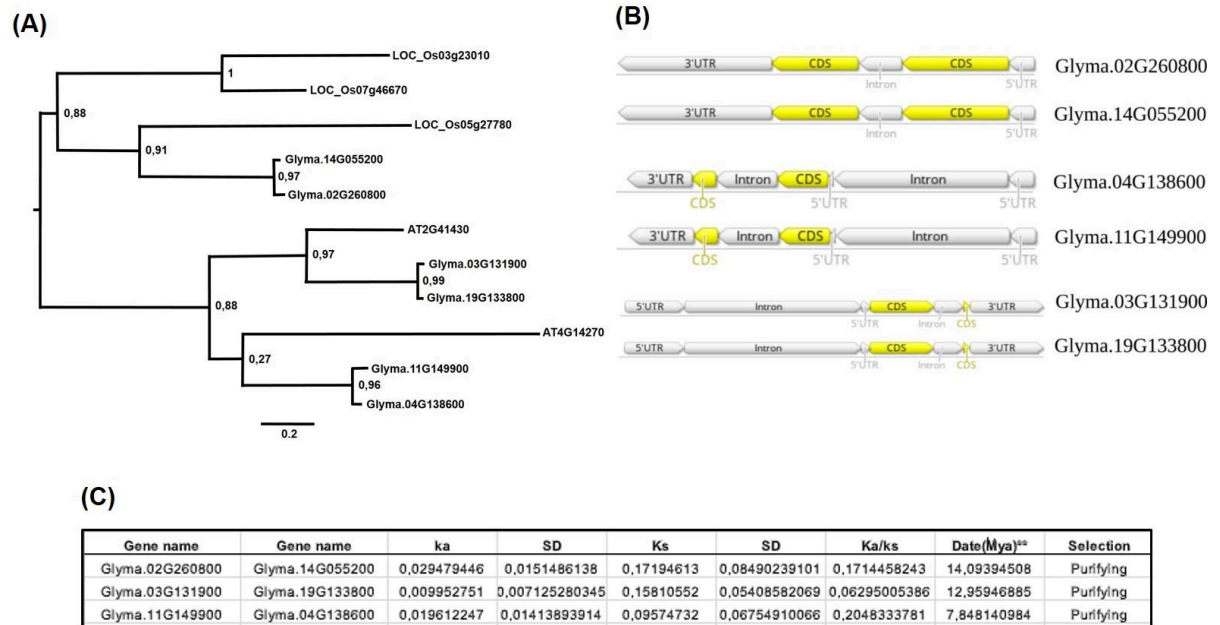 (A)
LOC_Os03g23010
1
LOC_Os07g46670
0,88
LOC_Os05g27780
0,91
Glyma.14G055200
0,97
Glyma.02G260800
AT2G41430
0,97
Glyma.03G131900
0,99
Glyma.19G133800
0,88
AT4G14270
0,27
Glyma.11G149900
0,96
Glyma.04G138600
0.2
(B)
3'UTR CDS CDS Glyma.02G260800
Intron 5'UTR
3'UTR CDS CDS Glyma.14G055200
Intron 5'UTR
3'UTR Intron CDS Intron Glyma.04G138600
CDS 5'UTR 5'UTR
3'UTR Intron CDS Intron Glyma.11G149900
CDS 5'UTR 5'UTR
5'UTR Intron CDS 3'UTR Glyma.03G131900
5'UTR Intron CDS
5'UTR Intron CDS 3'UTR Glyma.19G133800
5'UTR Intron CDS
(C)
Gene name Gene name ka SD Ks SD Ka/ks Date(Mya)** Selection
Glyma.02G260800 Glyma.14G055200 0,029479446 0,0151486138 0,17194613 0,08490239101 0,1714458243 14,09394508 Purifying
Glyma.03G131900 Glyma.19G133800 0,009952751 0,007125280345 0,15810552 0,05408582069 0,06295005386 12,95946885 Purifying
Glyma.11G149900 Glyma.04G138600 0,019612247 0,01413893914 0,09574732 0,06754910066 0,2048333781 7,848140984 Purifying